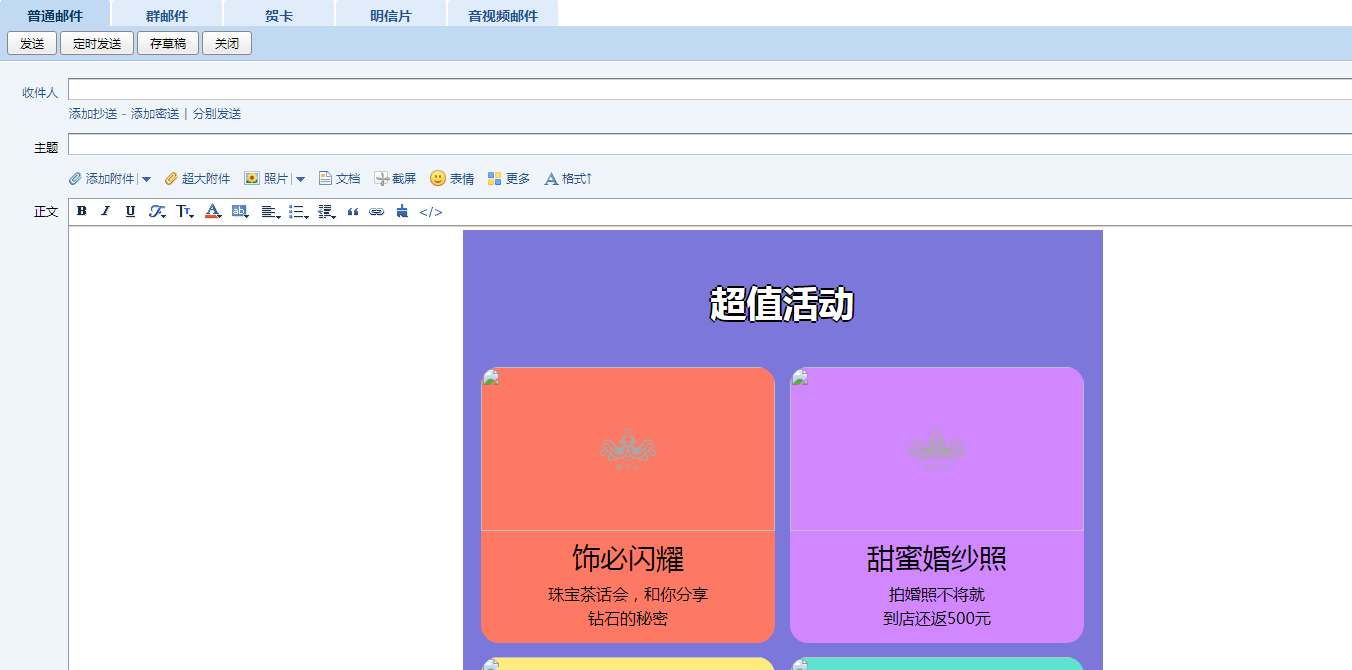 普通邮件 群邮件 贺卡 明信片 音视频邮件
发送 定时发送 存草稿 关闭
收件人
添加抄送 - 添加密送 | 分别发送
主题
添加附件 | 超大附件 照片 | 文档 截屏 表情 更多 格式↑
正文 B I U </>
超值活动
饰必闪耀
珠宝茶话会，和你分享
钻石的秘密
甜蜜婚纱照
拍婚照不将就
到店还返500元